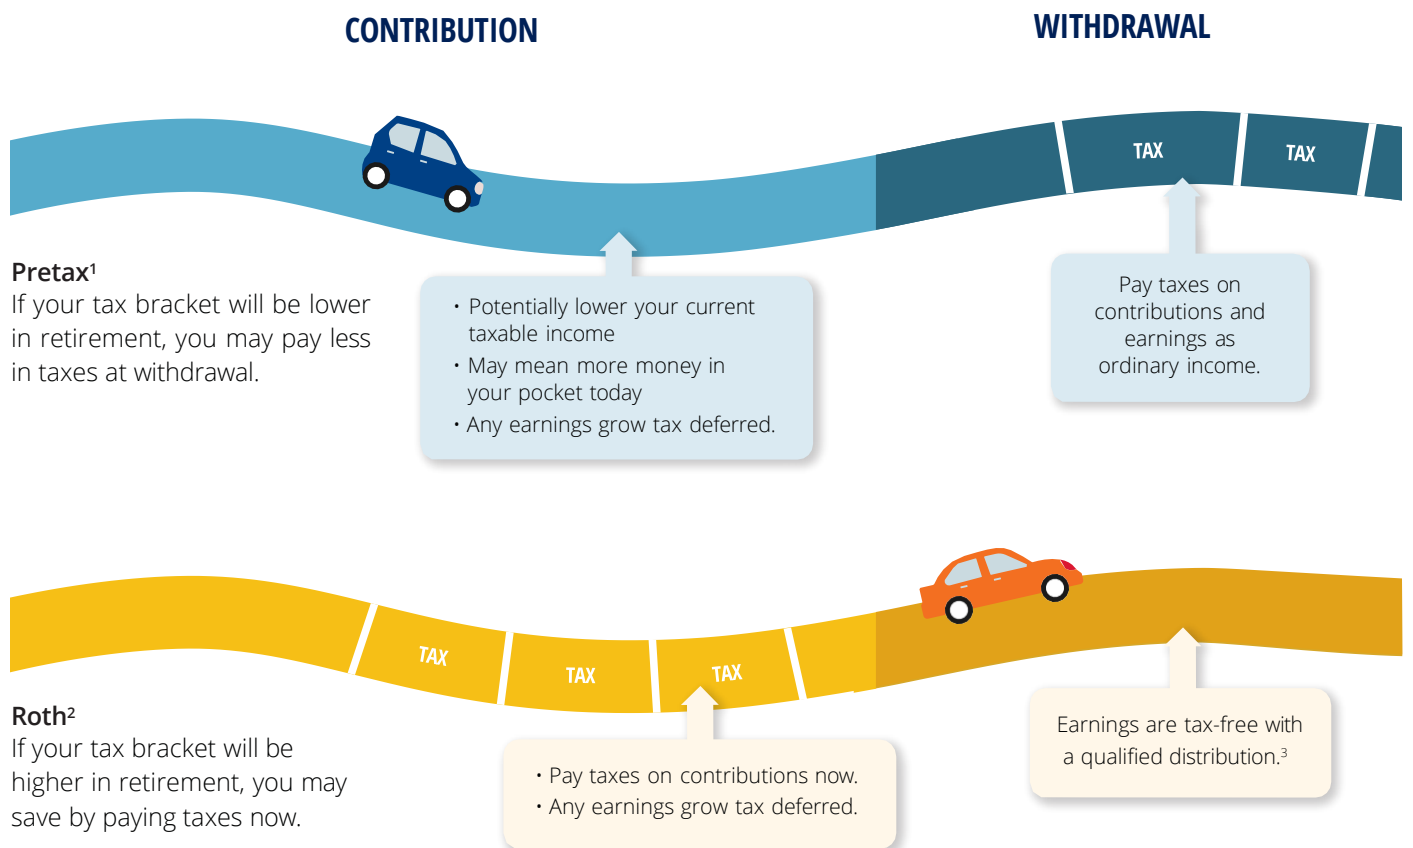 CONTRIBUTION
WITHDRAWAL
TAX
TAX
Pretax¹
If your tax bracket will be lower
in retirement, you may pay less
in taxes at withdrawal.
• Potentially lower your current
taxable income
• May mean more money in
your pocket today
• Any earnings grow tax deferred.
Pay taxes on
contributions and
earnings as
ordinary income.
TAX
TAX
TAX
Roth²
If your tax bracket will be
higher in retirement, you may
save by paying taxes now.
• Pay taxes on contributions now.
• Any earnings grow tax deferred.
Earnings are tax-free with
a qualified distribution.³